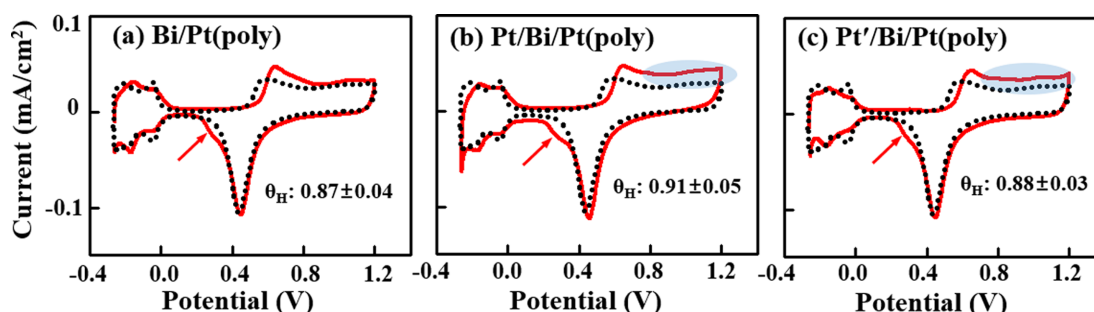 (a) Bi/Pt(poly)
(b) Pt/Bi/Pt(poly)
(c) Pt′/Bi/Pt(poly)
Current (mA/cm²)
0.1
0
-0.1
θH: 0.87±0.04
θH: 0.91±0.05
θH: 0.88±0.03
-0.4 0.0 0.4 0.8 1.2
-0.4 0.0 0.4 0.8 1.2
-0.4 0.0 0.4 0.8 1.2
Potential (V)
Potential (V)
Potential (V)